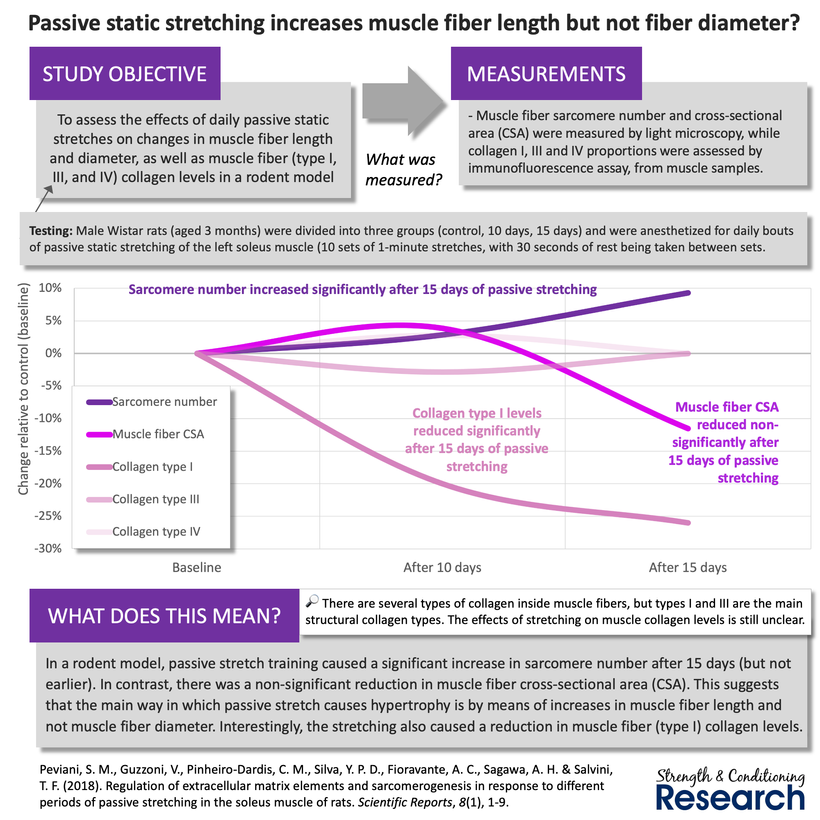 Passive static stretching increases muscle fiber length but not fiber diameter?
STUDY OBJECTIVE
To assess the effects of daily passive static
stretches on changes in muscle fiber length
and diameter, as well as muscle fiber (type I,
III, and IV) collagen levels in a rodent model
What was
measured?
MEASUREMENTS
- Muscle fiber sarcomere number and cross-sectional
area (CSA) were measured by light microscopy, while
collagen I, III and IV proportions were assessed by
immunofluorescence assay, from muscle samples.
Testing: Male Wistar rats (aged 3 months) were divided into three groups (control, 10 days, 15 days) and were anesthetized for daily bouts
of passive static stretching of the left soleus muscle (10 sets of 1-minute stretches, with 30 seconds of rest being taken between sets.
Change relative to control (baseline)
10%
5%
0%
-5%
-10%
-15%
-20%
-25%
-30%
Sarcomere number increased significantly after 15 days of passive stretching
Sarcomere number
Muscle fiber CSA
Collagen type I
Collagen type III
Collagen type IV
Collagen type I levels
reduced significantly
after 15 days of passive
stretching
Muscle fiber CSA
reduced non-
significantly after
15 days of passive
stretching
Baseline
After 10 days
After 15 days
WHAT DOES THIS MEAN?
There are several types of collagen inside muscle fibers, but types I and III are the main
structural collagen types. The effects of stretching on muscle collagen levels is still unclear.
In a rodent model, passive stretch training caused a significant increase in sarcomere number after 15 days (but not
earlier). In contrast, there was a non-significant reduction in muscle fiber cross-sectional area (CSA). This suggests
that the main way in which passive stretch causes hypertrophy is by means of increases in muscle fiber length and
not muscle fiber diameter. Interestingly, the stretching also caused a reduction in muscle fiber (type I) collagen levels.
Peviani, S. M., Guzzoni, V., Pinheiro-Dardis, C. M., Silva, Y. P. D., Fioravante, A. C., Sagawa, A. H. & Salvini,
T. F. (2018). Regulation of extracellular matrix elements and sarcomerogenesis in response to different
periods of passive stretching in the soleus muscle of rats. Scientific Reports, 8(1), 1-9.
Strength & Conditioning
Research